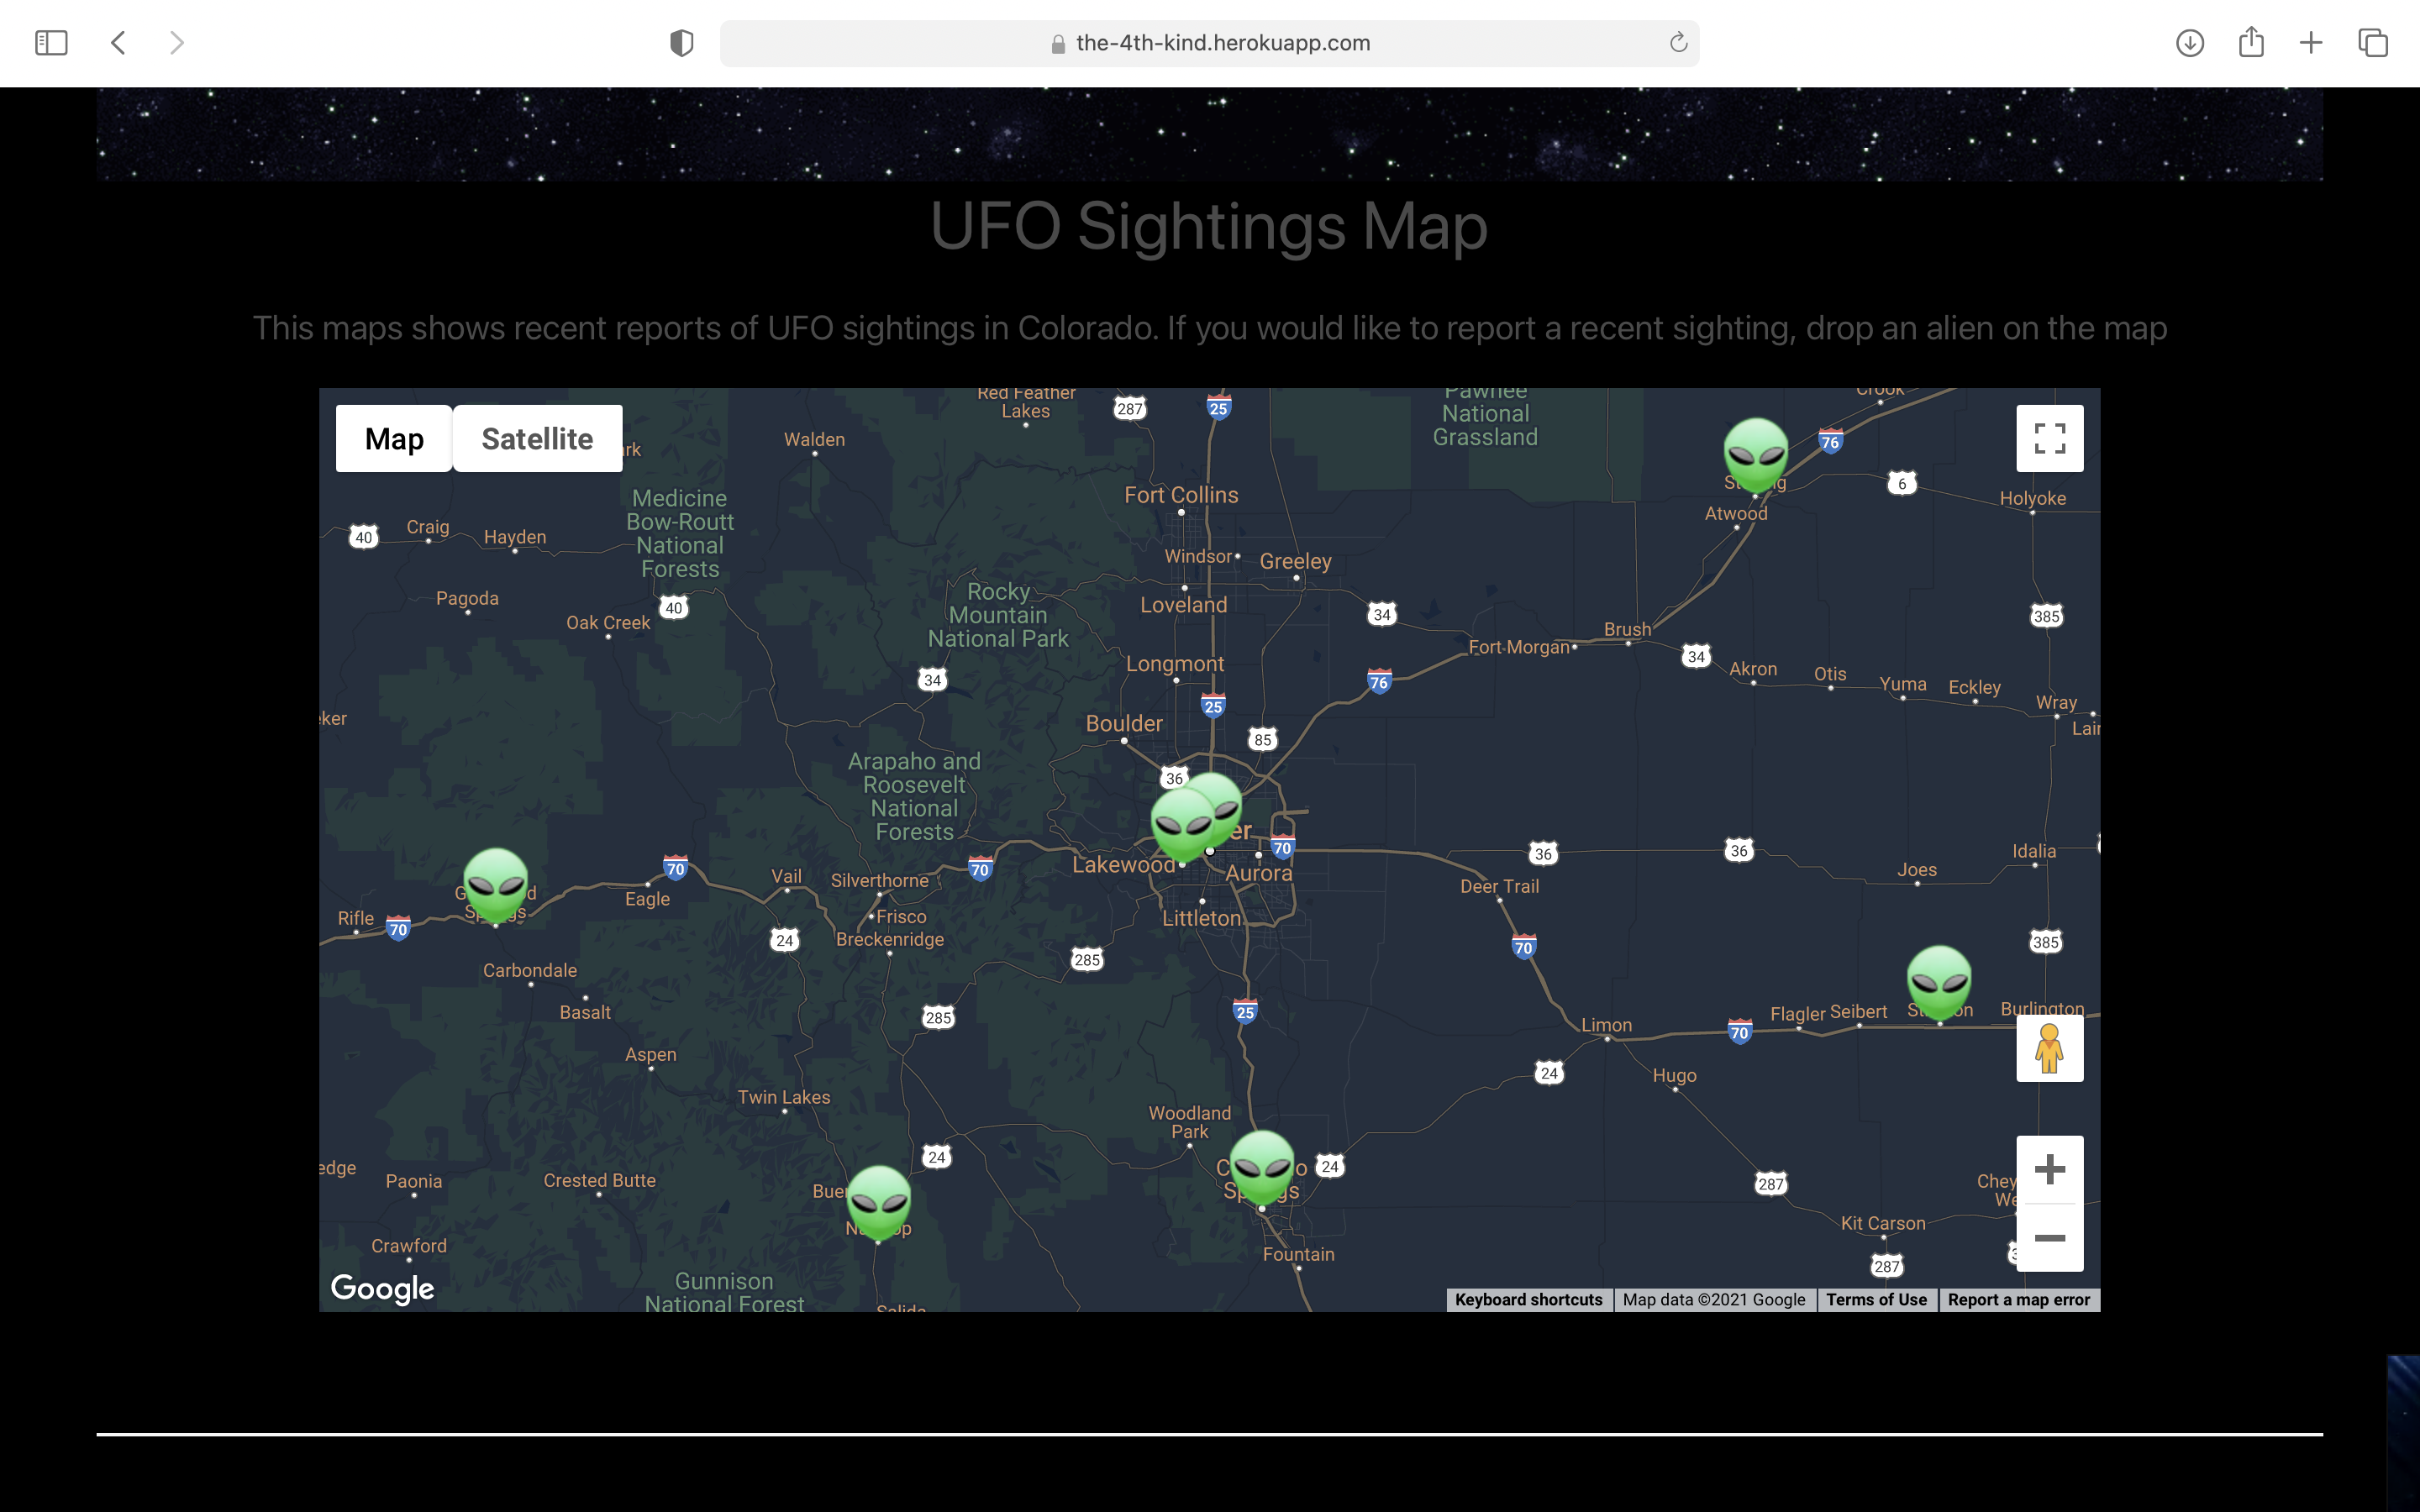 the-4th-kind.herokuapp.com
UFO Sightings Map
This maps shows recent reports of UFO sightings in Colorado. If you would like to report a recent sighting, drop an alien on the map
Map
Satellite
Red Feather
Lakes
287
25
Pawnee
National
Grassland
Crook
76
Walden
Medicine
Bow-Routt
National
Forests
Fort Collins
6
Holyoke
Atwood
40
Craig
Hayden
Windsor
Greeley
Pagoda
40
Oak Creek
Rocky
Mountain
National Park
Loveland
34
385
Brush
Fort Morgan
34
Akron
Otis
Yuma
Eckley
Wray
Longmont
34
76
25
Boulder
85
36
Arapaho and
Roosevelt
National
Forests
70
Lakewood
Aurora
36
36
Idalia
Joes
Deer Trail
70
Vail
Silverthorne
70
Eagle
Rifle
70
Frisco
Littleton
24
Breckenridge
285
70
385
Carbondale
Basalt
285
25
Limon
70
Flagler
Seibert
Burlington
Aspen
24
Hugo
Twin Lakes
Woodland
Park
24
24
287
Paonia
Crested Butte
Kit Carson
Crawford
Fountain
287
Gunnison
National Forest
Salida
Google
Keyboard shortcuts
Map data ©2021 Google
Terms of Use
Report a map error